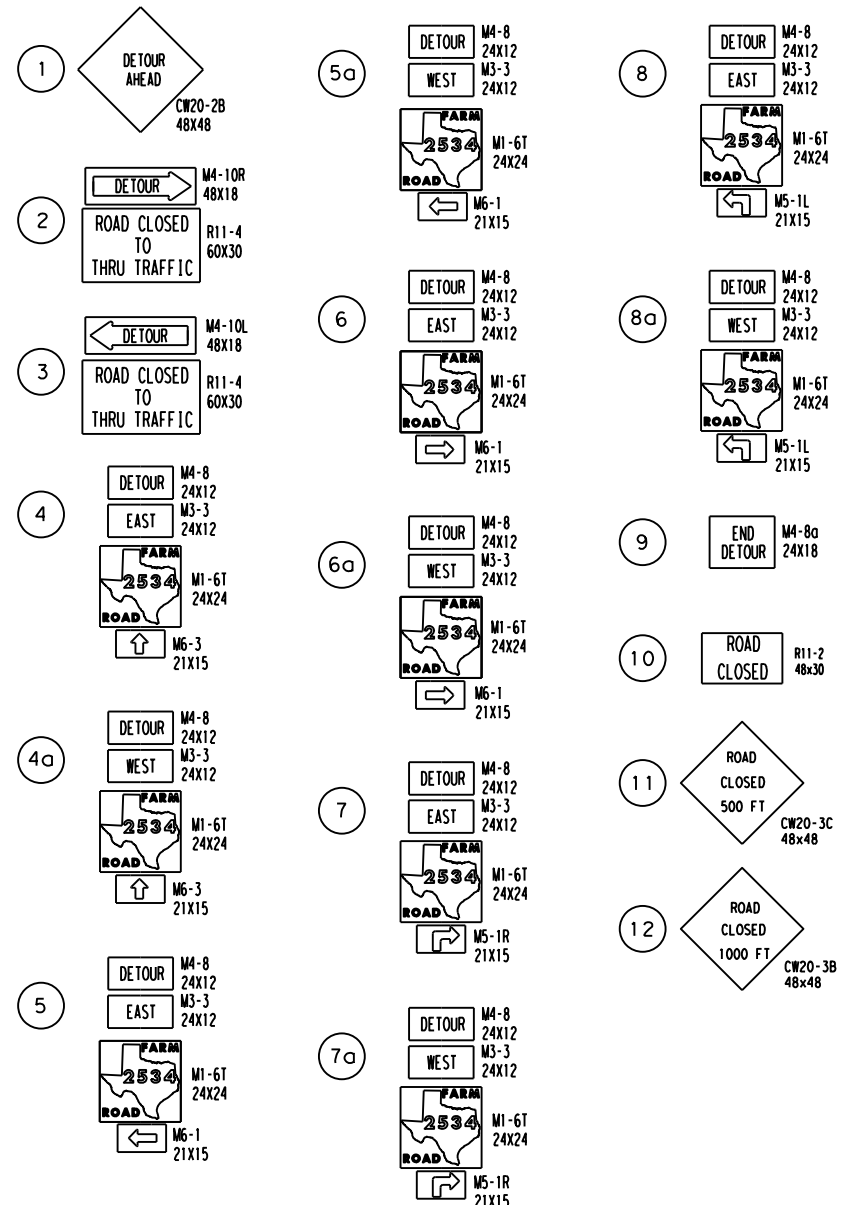 1
DETOUR
AHEAD
CW20-2B
48X48
2
DETOUR
M4-10R
48X18
ROAD CLOSED
TO
THRU TRAFFIC
R11-4
60X30
3
DETOUR
M4-10L
48X18
ROAD CLOSED
TO
THRU TRAFFIC
R11-4
60X30
4
DETOUR
M4-8
24X12
EAST
M3-3
24X12
FARM
2534
ROAD
M1-6T
24X24
M6-3
21X15
4a
DETOUR
M4-8
24X12
WEST
M3-3
24X12
FARM
2534
ROAD
M1-6T
24X24
M6-3
21X15
5
DETOUR
M4-8
24X12
EAST
M3-3
24X12
FARM
2534
ROAD
M1-6T
24X24
M6-1
21X15
5a
DETOUR
M4-8
24X12
WEST
M3-3
24X12
FARM
2534
ROAD
M1-6T
24X24
M6-1
21X15
6
DETOUR
M4-8
24X12
EAST
M3-3
24X12
FARM
2534
ROAD
M1-6T
24X24
M6-1
21X15
6a
DETOUR
M4-8
24X12
WEST
M3-3
24X12
FARM
2534
ROAD
M1-6T
24X24
M6-1
21X15
7
DETOUR
M4-8
24X12
EAST
M3-3
24X12
FARM
2534
ROAD
M1-6T
24X24
M5-1R
21X15
7a
DETOUR
M4-8
24X12
WEST
M3-3
24X12
FARM
2534
ROAD
M1-6T
24X24
M5-1R
21X15
8
DETOUR
M4-8
24X12
EAST
M3-3
24X12
FARM
2534
ROAD
M1-6T
24X24
M5-1L
21X15
8a
DETOUR
M4-8
24X12
WEST
M3-3
24X12
FARM
2534
ROAD
M1-6T
24X24
M5-1L
21X15
9
END
DETOUR
M4-8a
24X18
10
ROAD
CLOSED
R11-2
48x30
11
ROAD
CLOSED
500 FT
CW20-3C
48x48
12
ROAD
CLOSED
1000 FT
CW20-3B
48x48